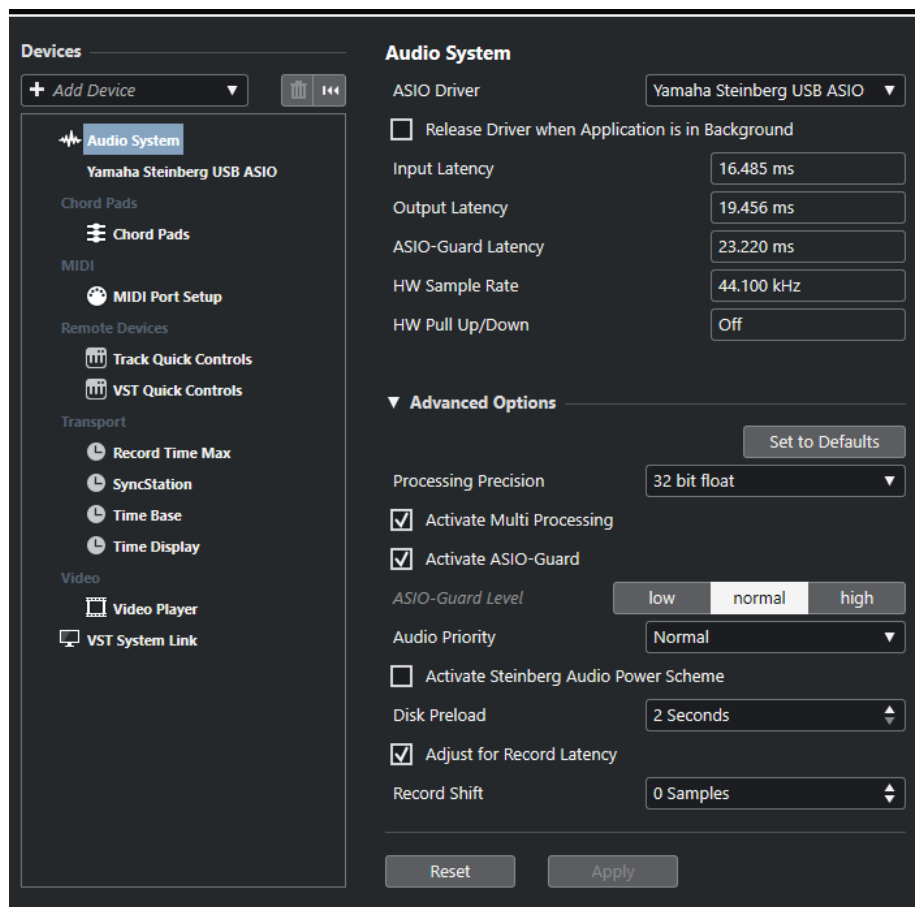 Devices
Add Device
Audio System
Yamaha Steinberg USB ASIO
Chord Pads
Chord Pads
MIDI
MIDI Port Setup
Remote Devices
Track Quick Controls
VST Quick Controls
Transport
Record Time Max
SyncStation
Time Base
Time Display
Video
Video Player
VST System Link
Audio System
ASIO Driver Yamaha Steinberg USB ASIO
Release Driver when Application is in Background
Input Latency 16.485 ms
Output Latency 19.456 ms
ASIO-Guard Latency 23.220 ms
HW Sample Rate 44.100 kHz
HW Pull Up/Down Off
Advanced Options
Set to Defaults
Processing Precision 32 bit float
Activate Multi Processing
Activate ASIO-Guard
ASIO-Guard Level low normal high
Audio Priority Normal
Activate Steinberg Audio Power Scheme
Disk Preload 2 Seconds
Adjust for Record Latency
Record Shift 0 Samples
Reset Apply